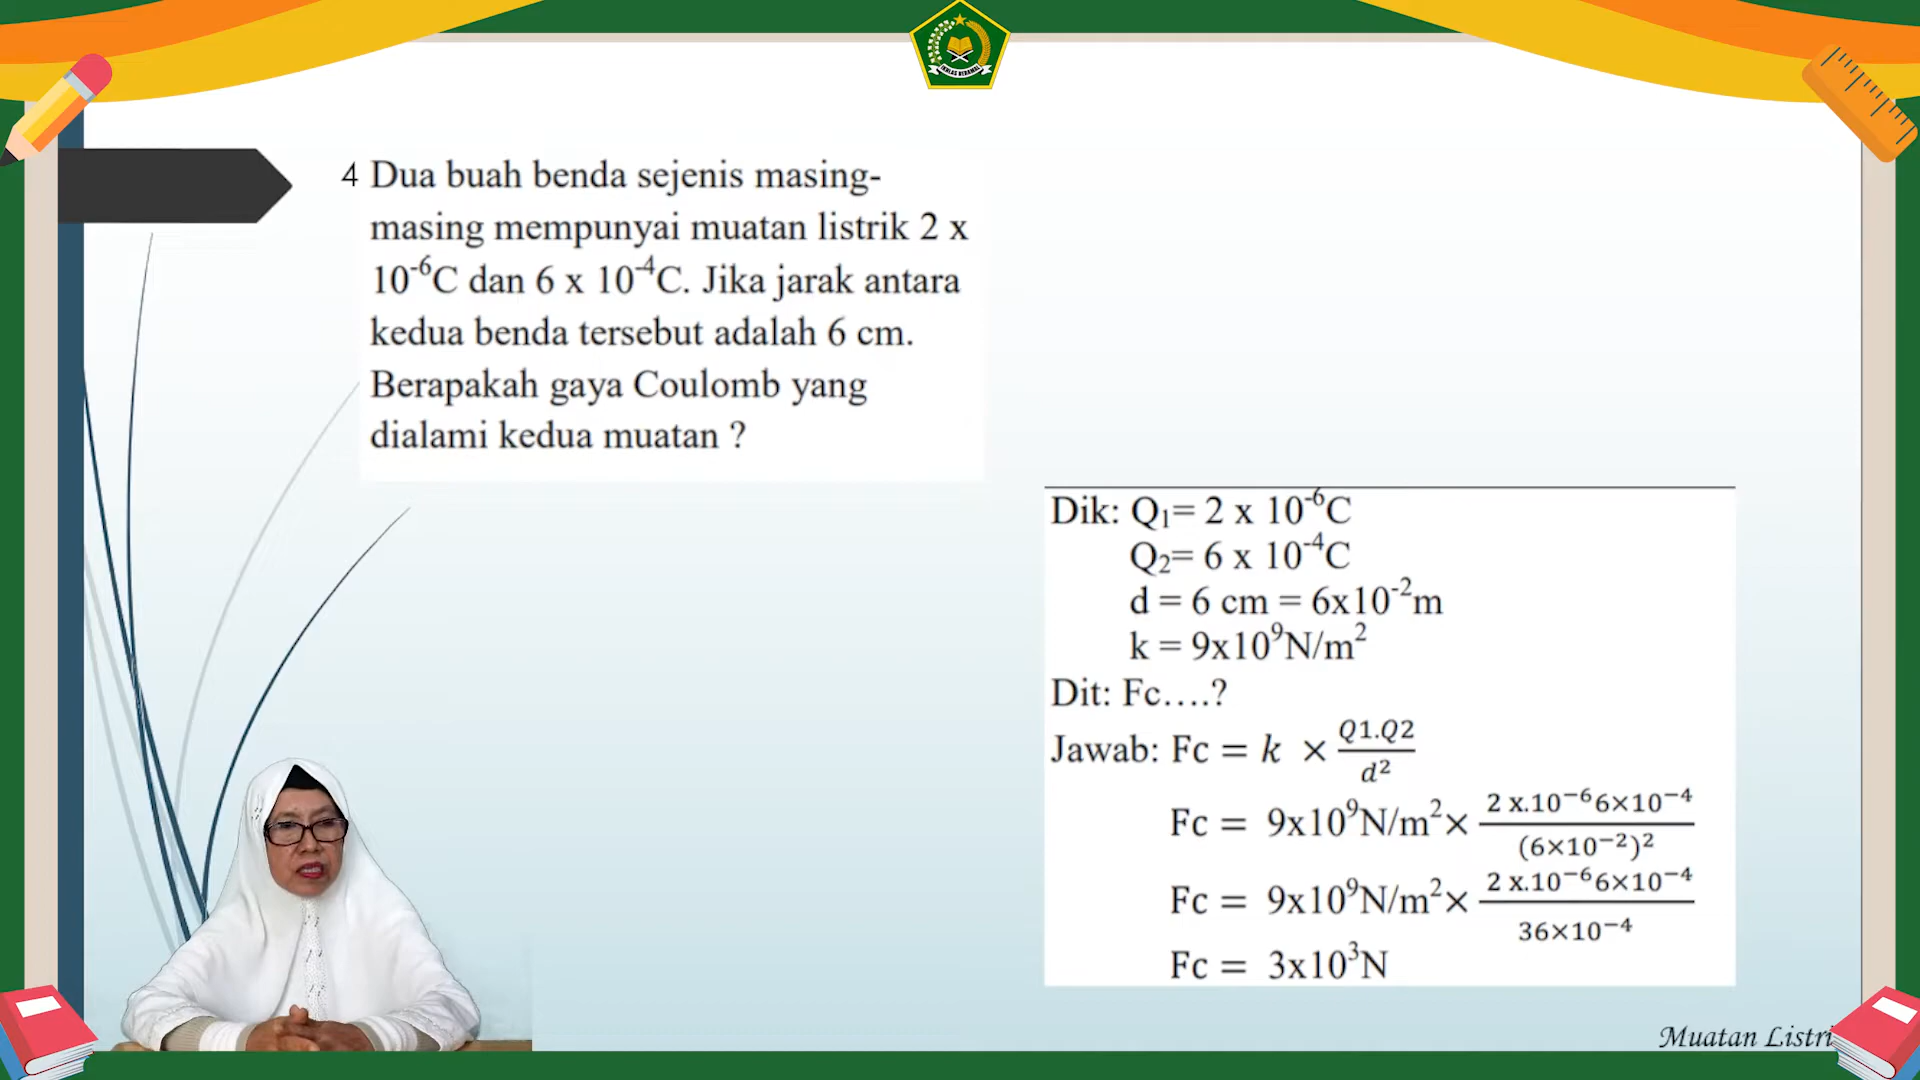 IKHLAS BERAMAL
4 Dua buah benda sejenis masing-
masing mempunyai muatan listrik 2 x
10⁻⁶C dan 6 x 10⁻⁴C. Jika jarak antara
kedua benda tersebut adalah 6 cm.
Berapakah gaya Coulomb yang
dialami kedua muatan ?
Dik: Q₁= 2 x 10⁻⁶C
Q₂= 6 x 10⁻⁴C
d = 6 cm = 6x10⁻²m
k = 9x10⁹N/m²
Dit: Fc....?
Jawab: Fc = k × Q1.Q2 / d²
Fc = 9x10⁹N/m²× 2 x.10⁻⁶6×10⁻⁴ / (6×10⁻²)²
Fc = 9x10⁹N/m²× 2 x.10⁻⁶6×10⁻⁴ / 36×10⁻⁴
Fc = 3x10³N
Muatan Listri